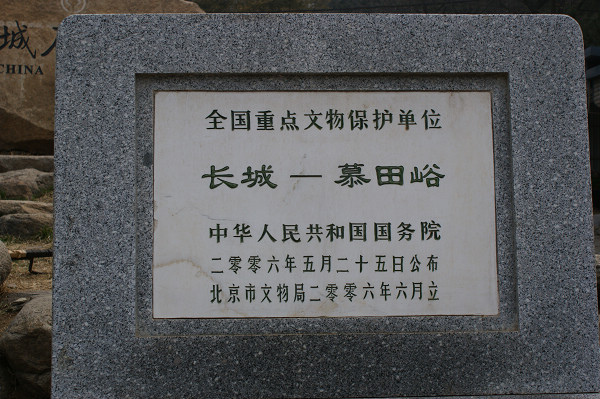 城
CHINA
全国重点文物保护单位
长城 — 慕田峪
中华人民共和国国务院
二零零六年五月二十五日公布
北京市文物局二零零六年六月立